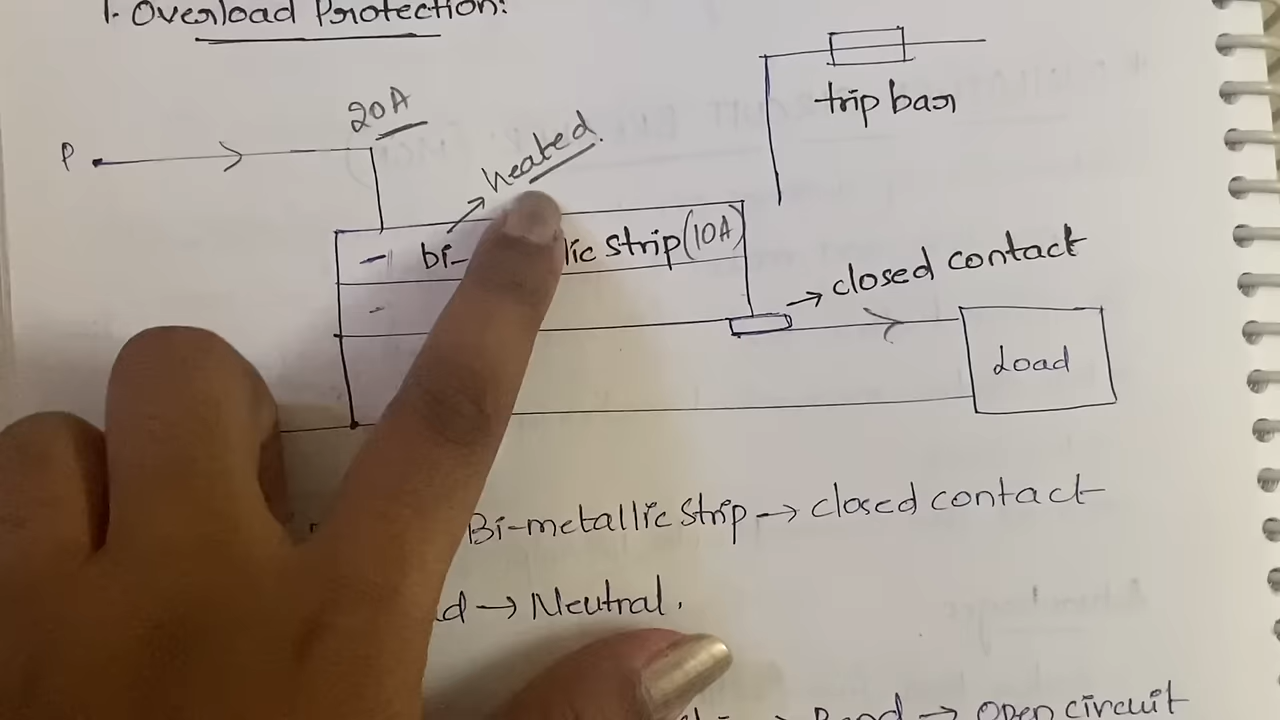 1. Overload Protection:
20A
P
heated.
trip bar
bi- lic strip (10A)
closed contact
Load
Bi-metallic strip → closed contact
→ Neutral.
→ open circuit